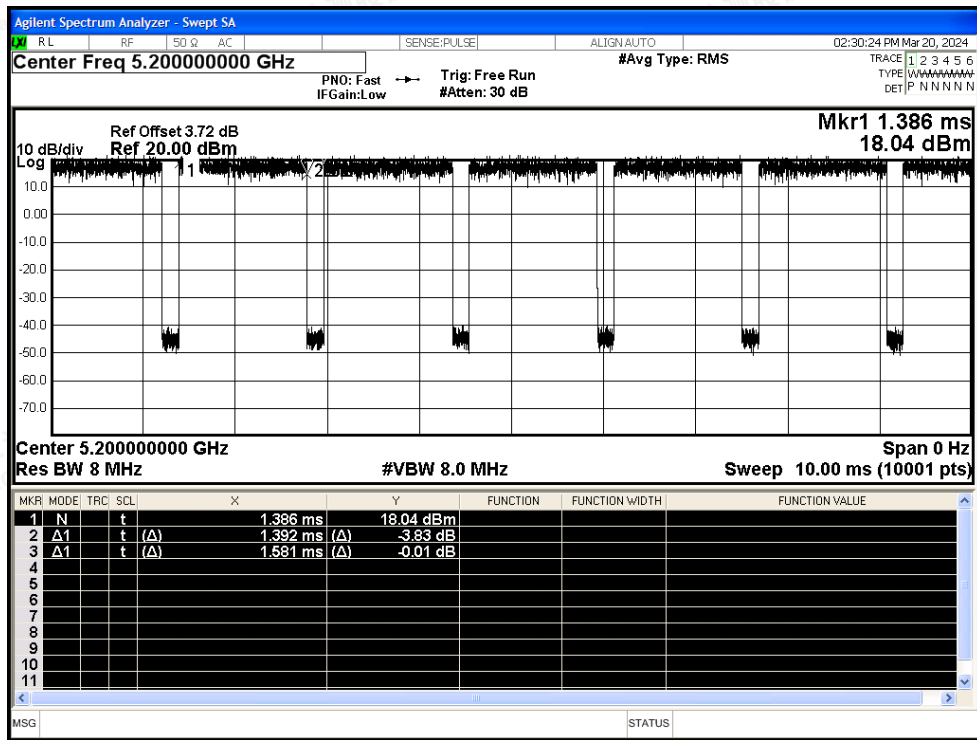 Agilent Spectrum Analyzer - Swept SA
LXI RL RF 50 Ω AC SENSE:PULSE ALIGN AUTO 02:30:24 PM Mar 20, 2024
Center Freq 5.200000000 GHz
PNO: Fast
IFGain:Low
Trig: Free Run
#Atten: 30 dB
#Avg Type: RMS
TRACE 1 2 3 4 5 6
TYPE W
DET P N N N N N
Mkr1 1.386 ms
18.04 dBm
Ref Offset 3.72 dB
10 dB/div Ref 20.00 dBm
Log
1
2
10.0
0.00
-10.0
-20.0
-30.0
-40.0
-50.0
-60.0
-70.0
Center 5.200000000 GHz Span 0 Hz
Res BW 8 MHz #VBW 8.0 MHz Sweep 10.00 ms (10001 pts)
MKR MODE TRC SCL X Y FUNCTION FUNCTION WIDTH FUNCTION VALUE
1 N t 1.386 ms 18.04 dBm
2 Δ1 t (Δ) 1.392 ms (Δ) -3.83 dB
3 Δ1 t (Δ) 1.581 ms (Δ) -0.01 dB
4
5
6
7
8
9
10
11
MSG STATUS